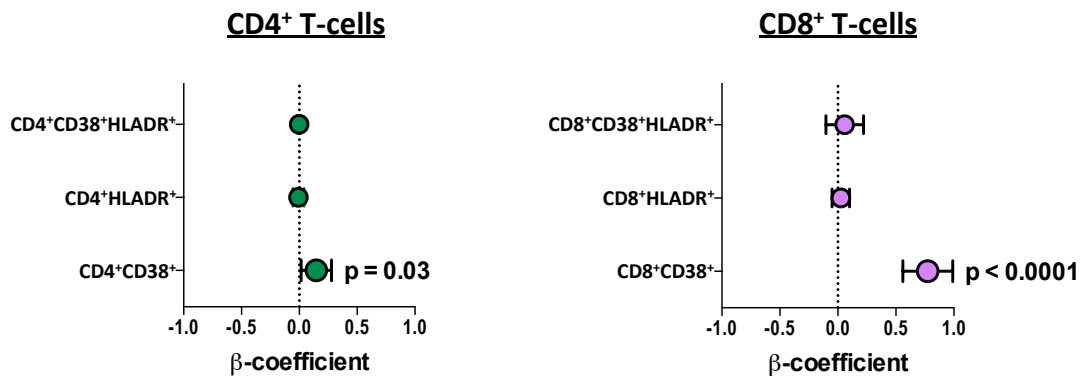 CD4⁺ T-cells
CD4⁺CD38⁺HLADR⁺
CD4⁺HLADR⁺
CD4⁺CD38⁺
p = 0.03
-1.0 -0.5 0.0 0.5 1.0
β-coefficient
CD8⁺ T-cells
CD8⁺CD38⁺HLADR⁺
CD8⁺HLADR⁺
CD8⁺CD38⁺
p < 0.0001
-1.0 -0.5 0.0 0.5 1.0
β-coefficient